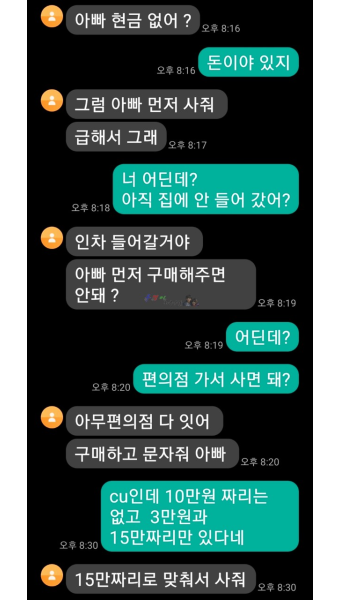 아빠 현금 없어 ?
오후 8:16
돈이야 있지
오후 8:16
그럼 아빠 먼저 사줘
급해서 그래
오후 8:17
너 어딘데?
아직 집에 안 들어 갔어?
오후 8:18
인차 들어갈거야
아빠 먼저 구매해주면
안돼 ?
오후 8:19
어딘데?
오후 8:19
편의점 가서 사면 돼?
오후 8:20
아무편의점 다 잇어
구매하고 문자줘 아빠
오후 8:20
cu인데 10만원 짜리는
없고 3만원과
15만짜리만 있다네
오후 8:30
15만짜리로 맞춰서 사줘
오후 8:30